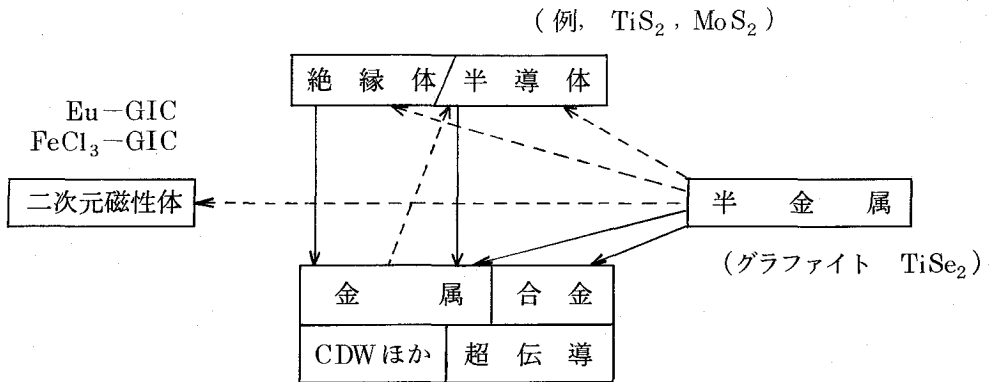 (例, TiS₂, MoS₂)
絶縁体/半導体
Eu-GIC
FeCl₃-GIC
二次元磁性体
半金属
(グラファイト TiSe₂)
金属 合金
CDWほか 超伝導